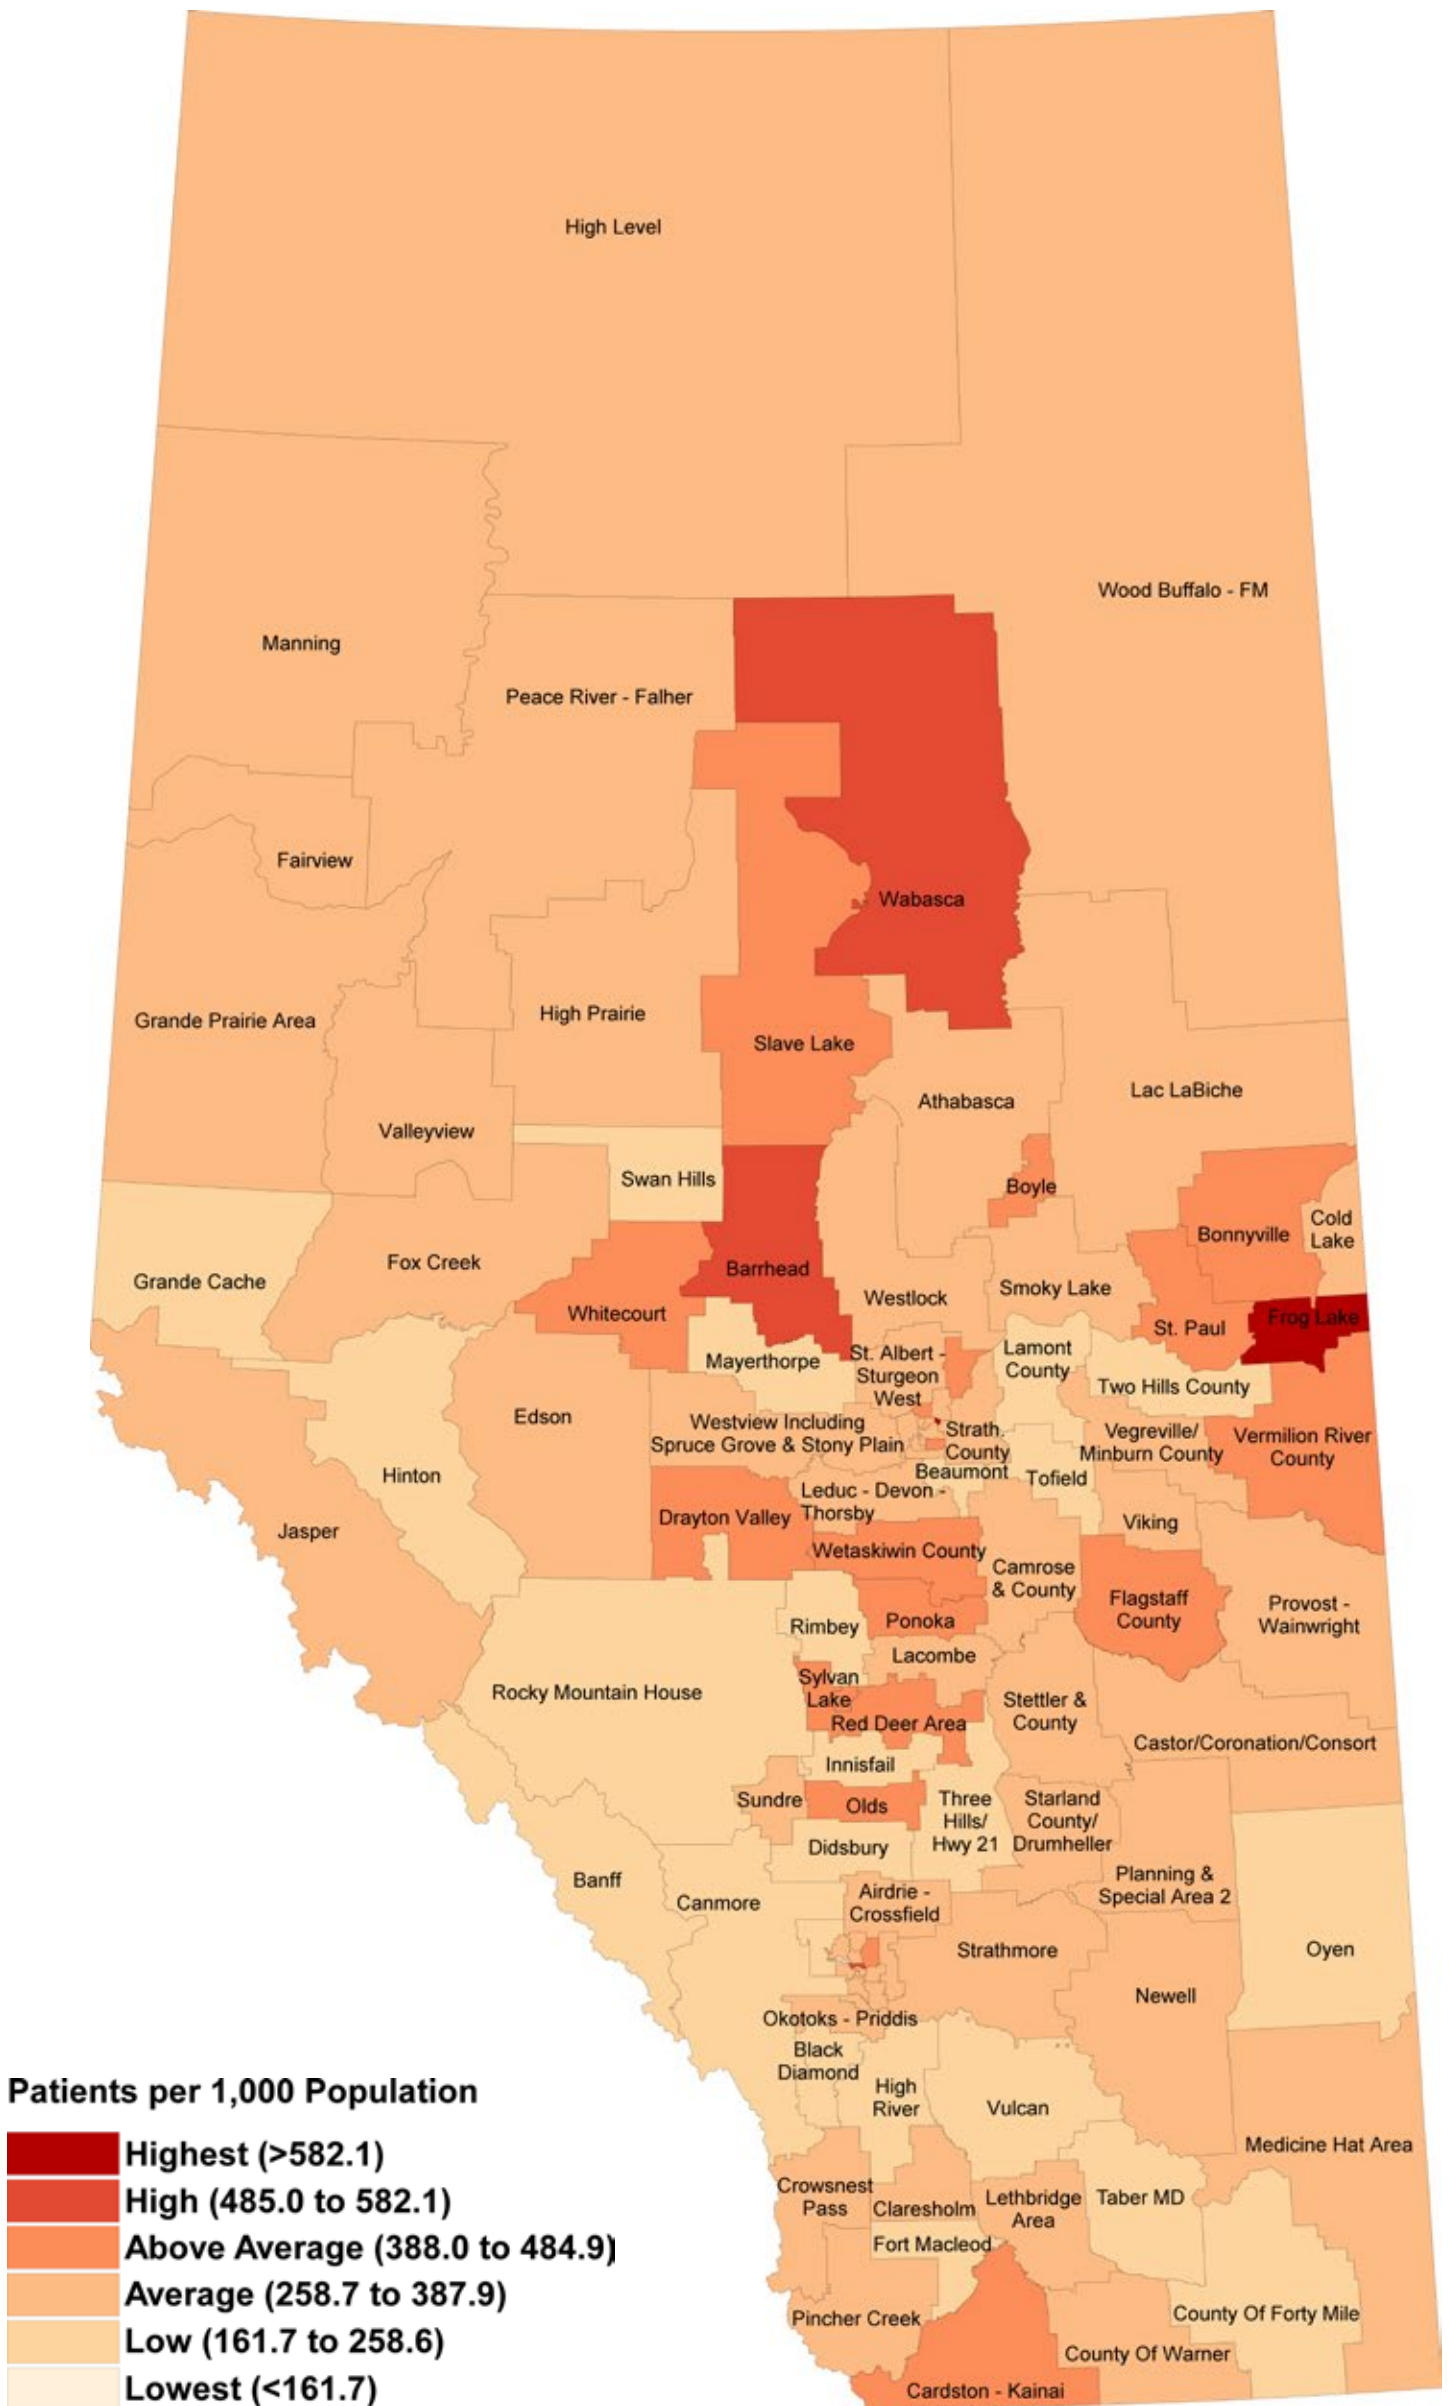 High Level
Wood Buffalo - FM
Manning
Peace River - Falher
Fairview
Wabasca
Grande Prairie Area
High Prairie
Slave Lake
Lac LaBiche
Athabasca
Valleyview
Swan Hills
Boyle
Cold
Lake
Bonnyville
Fox Creek
Barrhead
Grande Cache
Smoky Lake
Westlock
Whitecourt
Frog Lake
St. Paul
Lamont
County
St. Albert -
Sturgeon
West
Mayerthorpe
Two Hills County
Edson
Westview Including
Spruce Grove & Stony Plain
Strath.
County
Vegreville/
Minburn County
Vermilion River
County
Beaumont
Hinton
Tofield
Leduc - Devon -
Thorsby
Drayton Valley
Viking
Jasper
Wetaskiwin County
Camrose
& County
Flagstaff
County
Provost -
Wainwright
Ponoka
Rimbey
Lacombe
Sylvan
Lake
Rocky Mountain House
Stettler &
County
Red Deer Area
Castor/Coronation/Consort
Innisfail
Sundre
Olds
Three
Hills/
Hwy 21
Starland
County/
Drumheller
Didsbury
Planning &
Special Area 2
Banff
Canmore
Airdrie -
Crossfield
Strathmore
Oyen
Newell
Okotoks - Priddis
Black
Diamond
High
River
Vulcan
Medicine Hat Area
Crowsnest
Pass
Claresholm
Lethbridge
Area
Taber MD
Fort Macleod
Pincher Creek
County Of Forty Mile
County Of Warner
Cardston - Kainai
Patients per 1,000 Population
Highest (>582.1)
High (485.0 to 582.1)
Above Average (388.0 to 484.9)
Average (258.7 to 387.9)
Low (161.7 to 258.6)
Lowest (<161.7)